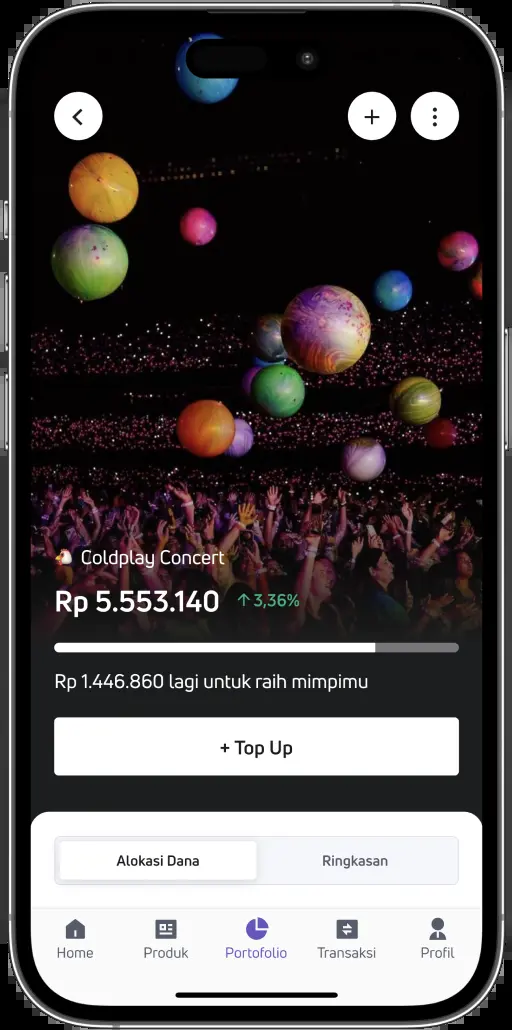 Coldplay Concert
Rp 5.553.140 ↑ 3,36%
Rp 1.446.860 lagi untuk raih mimpimu
+ Top Up
Alokasi Dana Ringkasan
Home Produk Portofolio Transaksi Profil